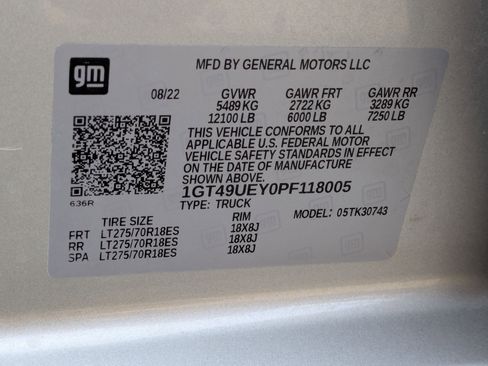 gm
MFD BY GENERAL MOTORS LLC
08/22 GVWR GAWR FRT GAWR RR
5489 KG 2722 KG 3289 KG
12100 LB 6000 LB 7250 LB
THIS VEHICLE CONFORMS TO ALL
APPLICABLE U.S. FEDERAL MOTOR
VEHICLE SAFETY STANDARDS IN EFFECT
ON THE DATE OF MANUFACTURE
SHOWN ABOVE.
1GT49UEY0PF118005
636R
TYPE: TRUCK MODEL: 05TK30743
TIRE SIZE RIM
FRT LT275/70R18ES 18X8J
RR LT275/70R18ES 18X8J
SPA LT275/70R18ES 18X8J